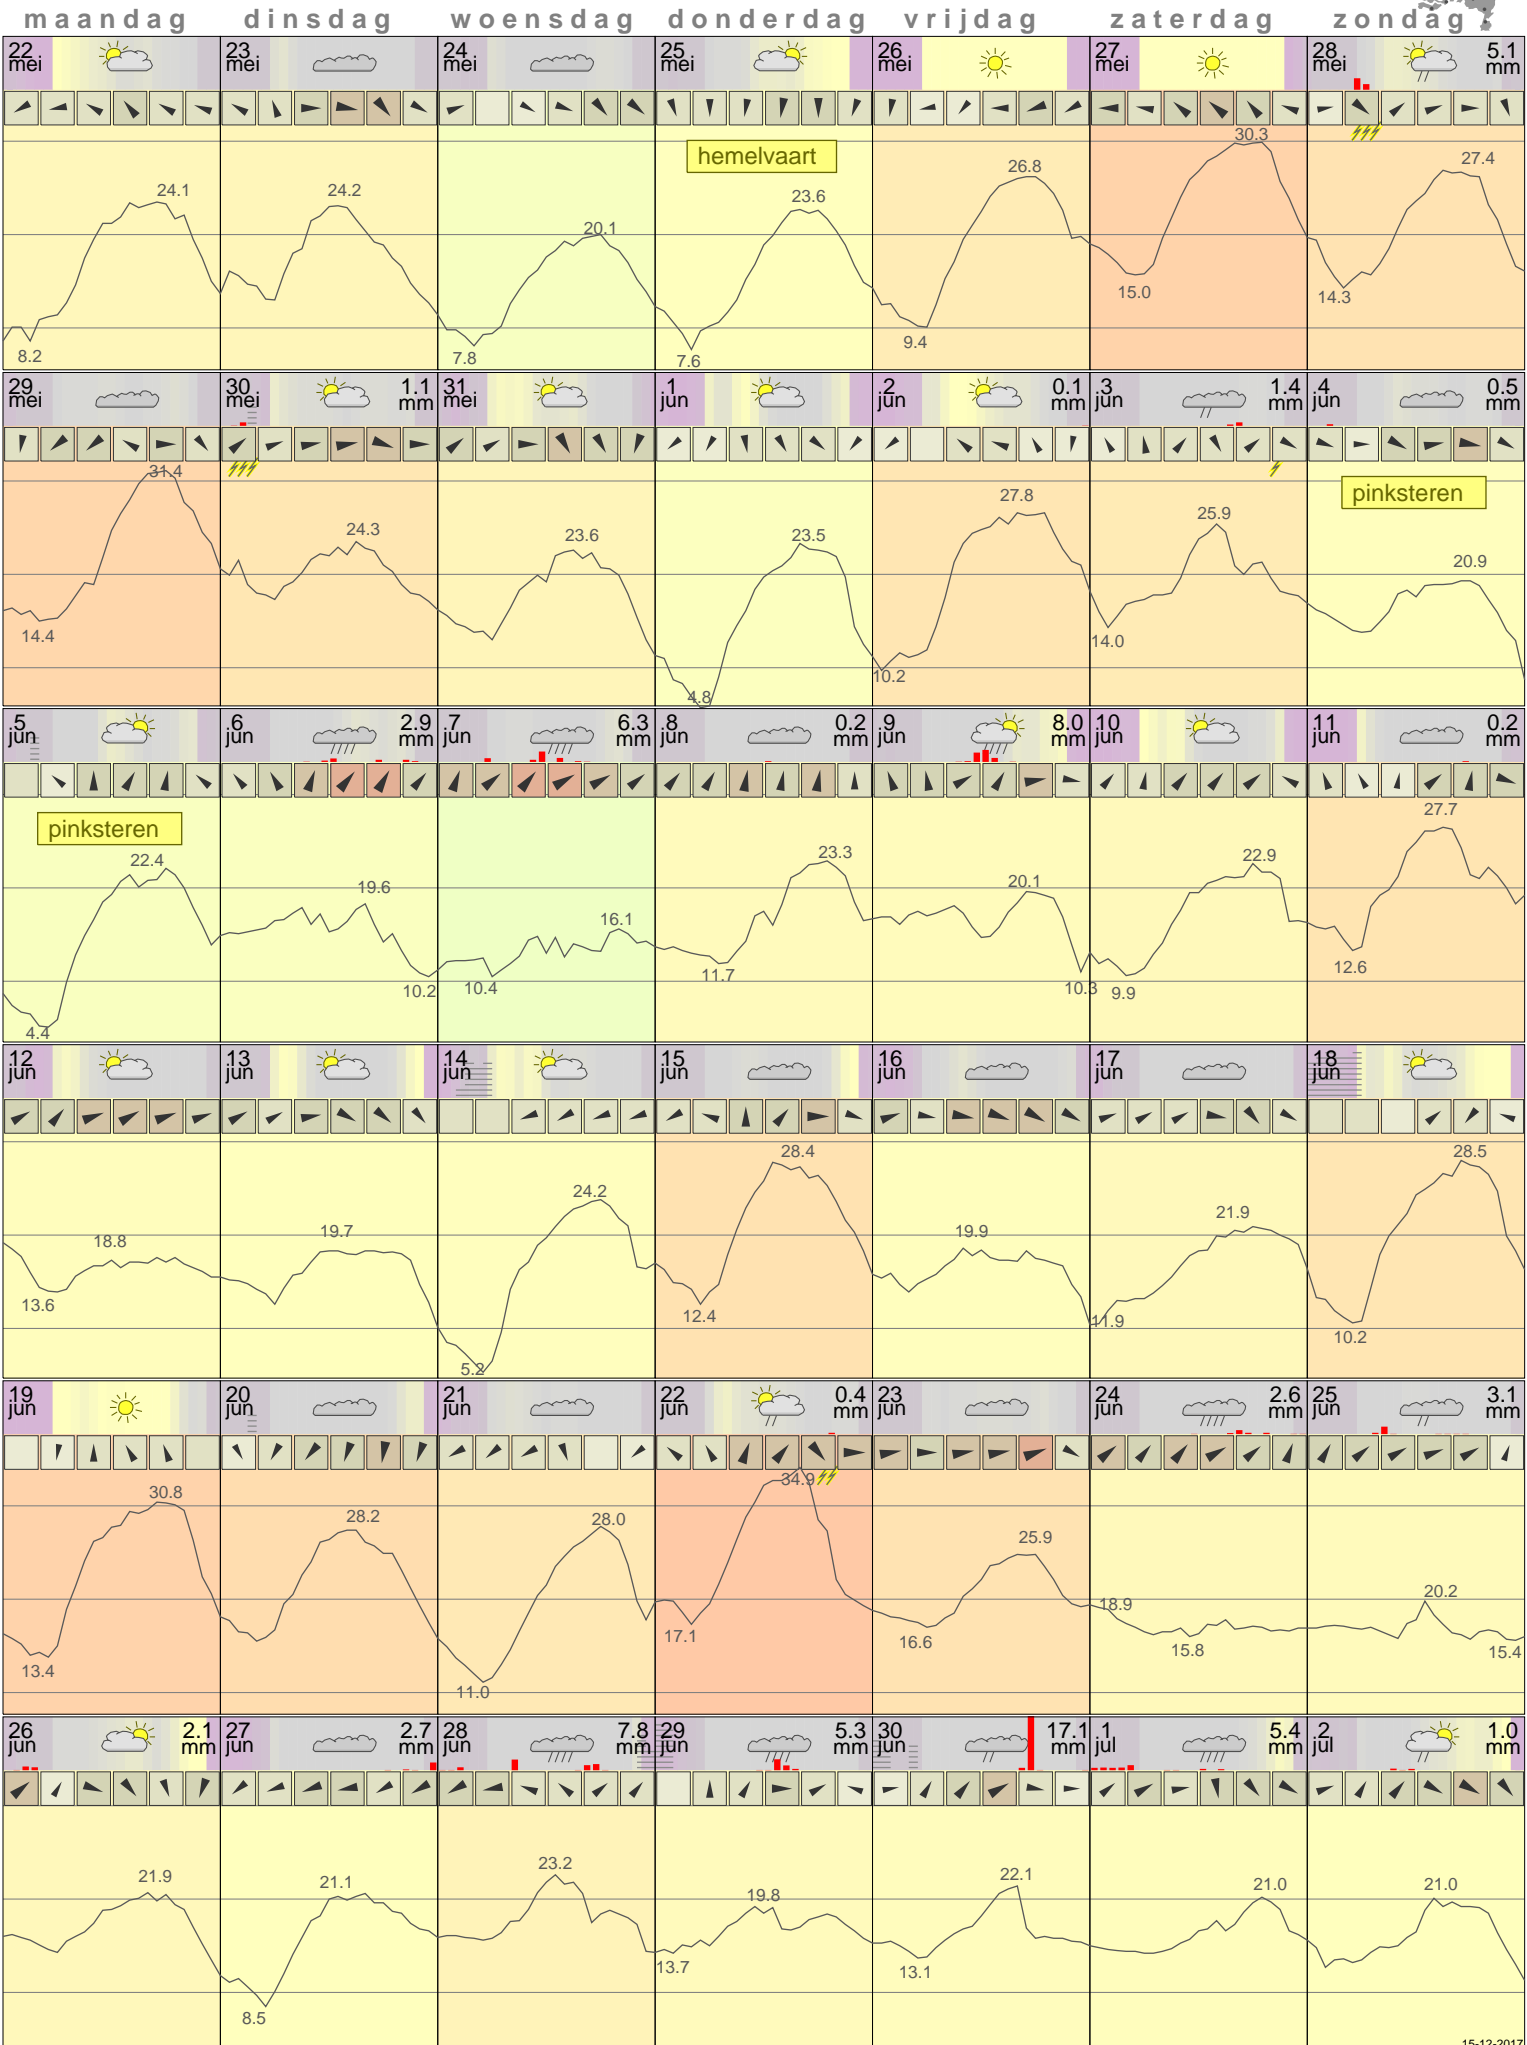 maandag dinsdag woensdag donderdag vrijdag zaterdag zondag
22 mei 23 mei 24 mei 25 mei 26 mei 27 mei 28 mei 5.1 mm
hemelvaart
24.1 24.2 20.1 23.6 26.8 30.3 27.4
8.2 7.8 7.6 9.4 15.0 14.3
29 mei 30 mei 1.1 mm 31 mei 1 jun 2 jun 0.1 mm 3 jun 1.4 mm 4 jun 0.5 mm
pinksteren
31.4 24.3 23.6 23.5 27.8 25.9 20.9
14.4 4.8 10.2 14.0
5 jun 6 jun 2.9 mm 7 jun 6.3 mm 8 jun 0.2 mm 9 jun 8.0 mm 10 jun 11 jun 0.2 mm
pinksteren
22.4 19.6 16.1 23.3 20.1 22.9 27.7
4.4 10.2 10.4 11.7 10.3 9.9 12.6
12 jun 13 jun 14 jun 15 jun 16 jun 17 jun 18 jun
18.8 19.7 24.2 28.4 19.9 21.9 28.5
13.6 5.2 12.4 11.9 10.2
19 jun 20 jun 21 jun 22 jun 0.4 mm 23 jun 24 jun 2.6 mm 25 jun 3.1 mm
30.8 28.2 28.0 34.9 25.9 18.9 20.2
13.4 11.0 17.1 16.6 15.8 15.4
26 jun 2.1 mm 27 jun 2.7 mm 28 jun 7.8 mm 29 jun 5.3 mm 30 jun 17.1 mm 1 jul 5.4 mm 2 jul 1.0 mm
21.9 21.1 23.2 19.8 22.1 21.0 21.0
8.5 13.7 13.1
15-12-2017